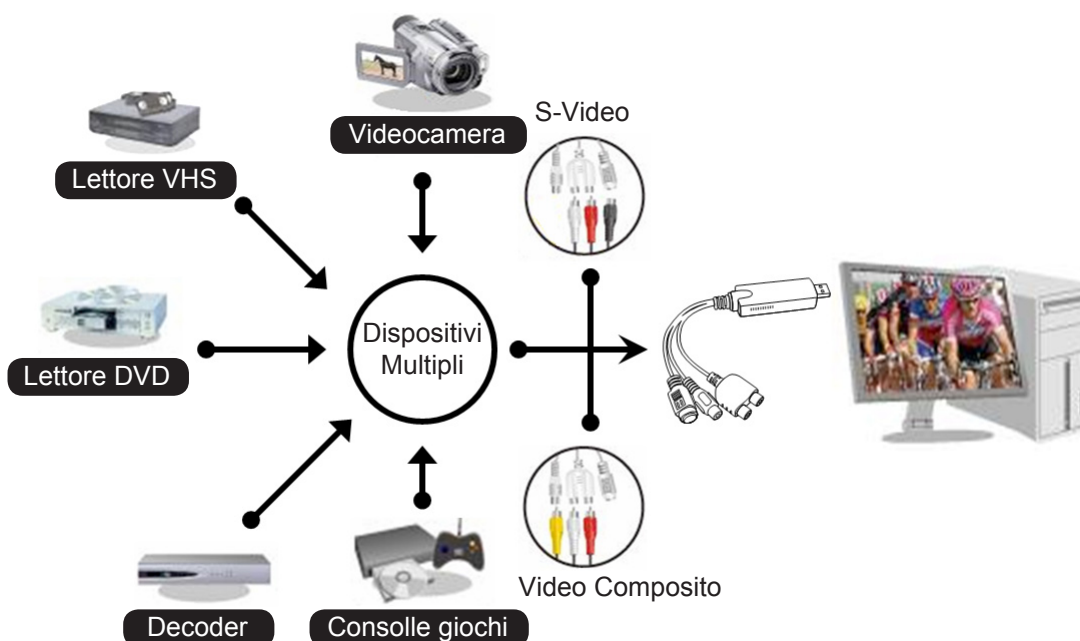 Videocamera
S-Video
Lettore VHS
Dispositivi
Multipli
Lettore DVD
Video Composito
Decoder
Consolle giochi